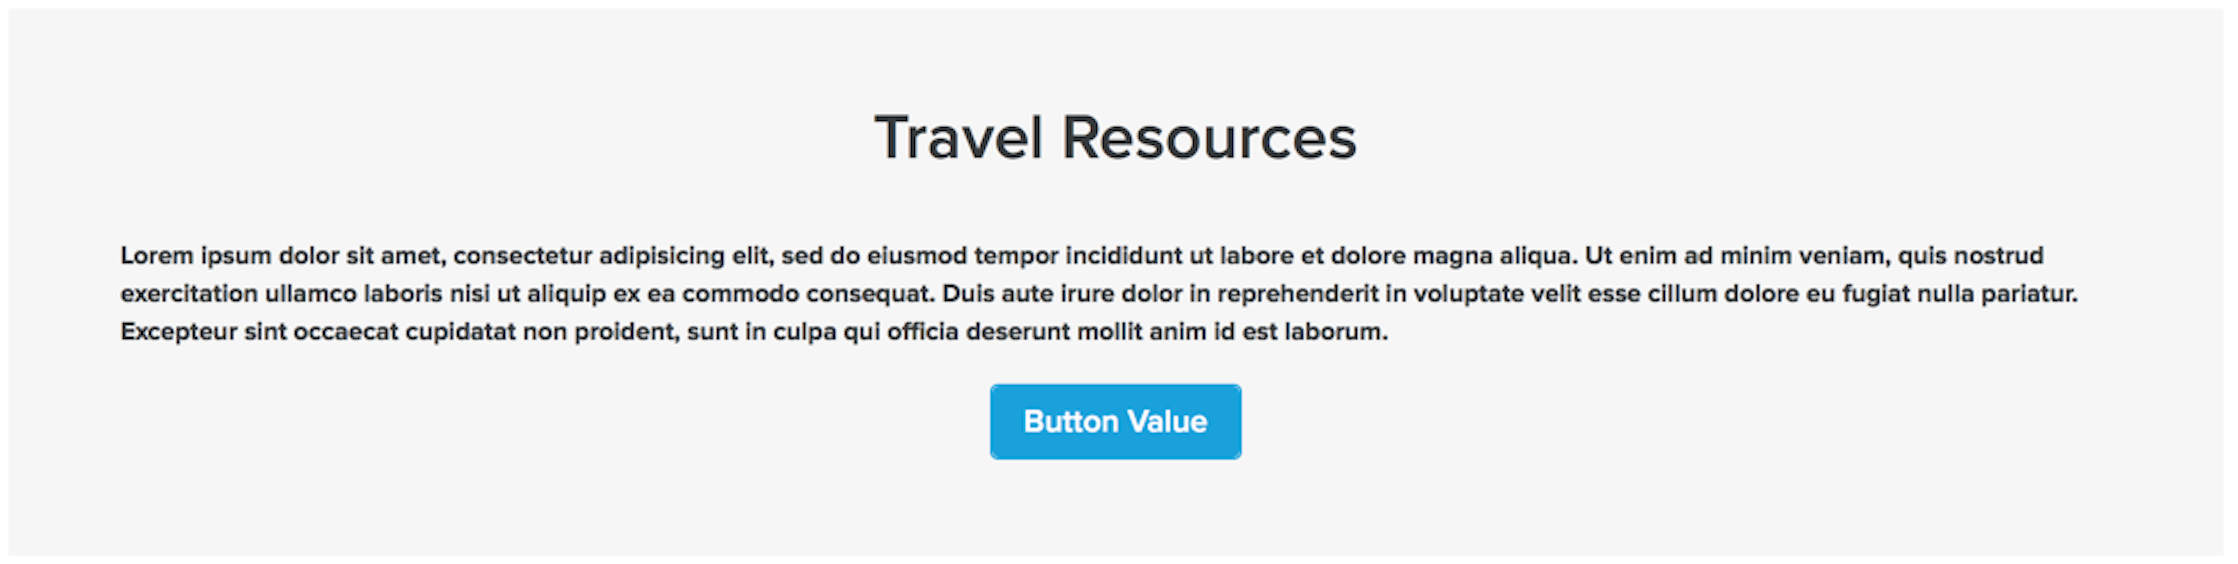 Travel Resources
Lorem ipsum dolor sit amet, consectetur adipisicing elit, sed do eiusmod tempor incididunt ut labore et dolore magna aliqua. Ut enim ad minim veniam, quis nostrud
exercitation ullamco laboris nisi ut aliquip ex ea commodo consequat. Duis aute irure dolor in reprehenderit in voluptate velit esse cillum dolore eu fugiat nulla pariatur.
Excepteur sint occaecat cupidatat non proident, sunt in culpa qui officia deserunt mollit anim id est laborum.
Button Value